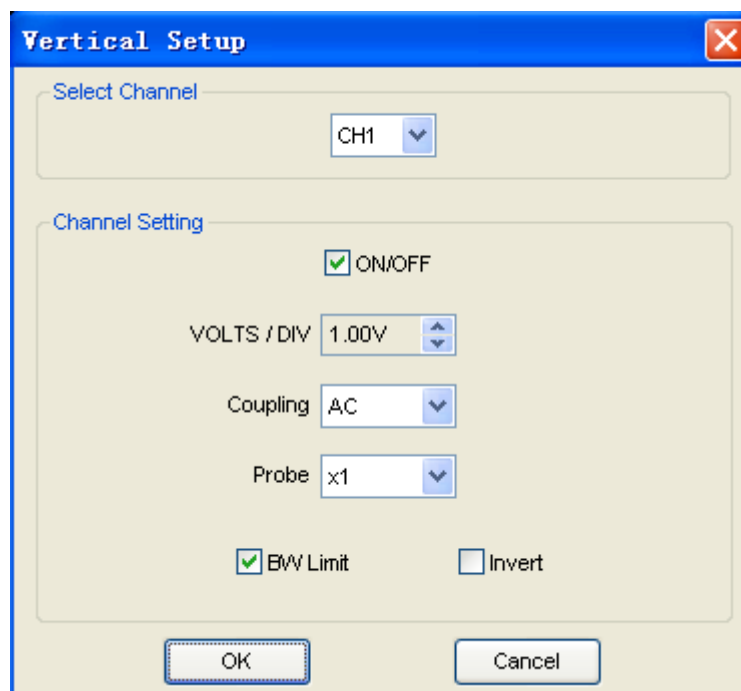 Vertical Setup
Select Channel
CH1
Channel Setting
ON/OFF
VOLTS / DIV 1.00V
Coupling AC
Probe x1
BW Limit Invert
OK Cancel